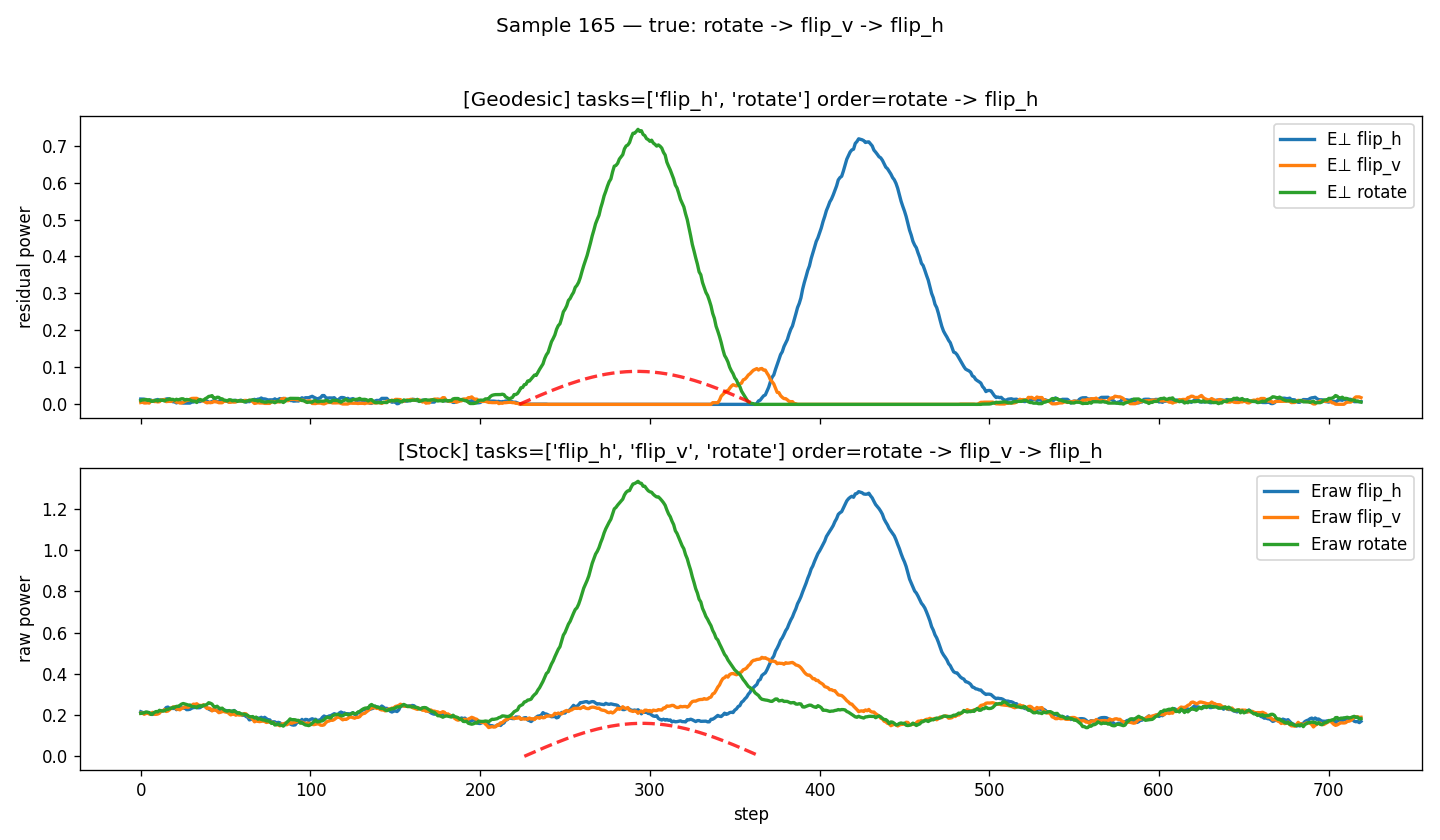 Sample 165 — true: rotate -> flip_v -> flip_h
[Geodesic] tasks=['flip_h', 'rotate'] order=rotate -> flip_h
residual power
0.7
0.6
0.5
0.4
0.3
0.2
0.1
0.0
E⊥ flip_h
E⊥ flip_v
E⊥ rotate
[Stock] tasks=['flip_h', 'flip_v', 'rotate'] order=rotate -> flip_v -> flip_h
raw power
1.2
1.0
0.8
0.6
0.4
0.2
0.0
Eraw flip_h
Eraw flip_v
Eraw rotate
0 100 200 300 400 500 600 700
step